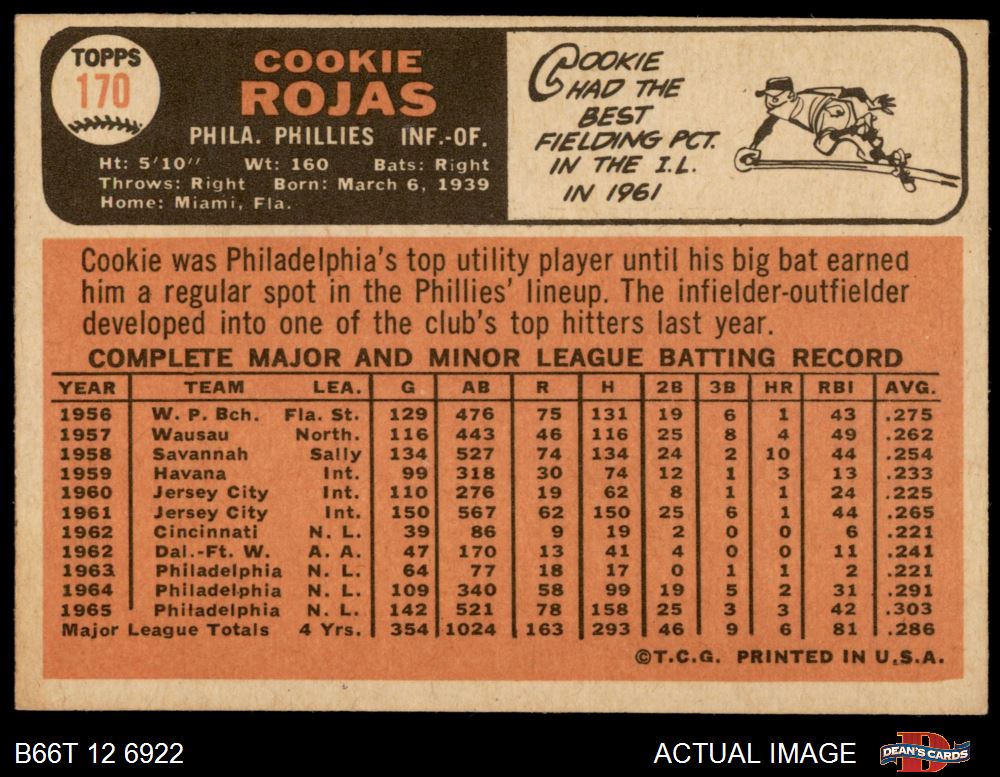 TOPPS
170
COOKIE
ROJAS
PHILA. PHILLIES INF.-OF.
Ht: 5'10" Wt: 160 Bats: Right
Throws: Right Born: March 6, 1939
Home: Miami, Fla.
COOKIE
HAD THE
BEST
FIELDING PCT.
IN THE I.L.
IN 1961
Cookie was Philadelphia's top utility player until his big bat earned
him a regular spot in the Phillies' lineup. The infielder-outfielder
developed into one of the club's top hitters last year.
COMPLETE MAJOR AND MINOR LEAGUE BATTING RECORD
YEAR TEAM LEA. G AB R H 2B 3B HR RBI AVG.
1956 W. P. Bch. Fla. St. 129 476 75 131 19 6 1 43 .275
1957 Wausau North. 116 443 46 116 25 8 4 49 .262
1958 Savannah Sally 134 527 74 134 24 2 10 44 .254
1959 Havana Int. 99 318 30 74 12 1 3 13 .233
1960 Jersey City Int. 110 276 19 62 8 1 1 24 .225
1961 Jersey City Int. 150 567 62 150 25 6 1 44 .265
1962 Cincinnati N. L. 39 86 9 19 2 0 0 6 .221
1962 Dal.-Ft. W. A. A. 47 170 13 41 4 0 0 11 .241
1963 Philadelphia N. L. 64 77 18 17 0 1 1 2 .221
1964 Philadelphia N. L. 109 340 58 99 19 5 2 31 .291
1965 Philadelphia N. L. 142 521 78 158 25 3 3 42 .303
Major League Totals 4 Yrs. 354 1024 163 293 46 9 6 81 .286
©T.C.G. PRINTED IN U.S.A.
B66T 12 6922 ACTUAL IMAGE DEAN'S CARDS